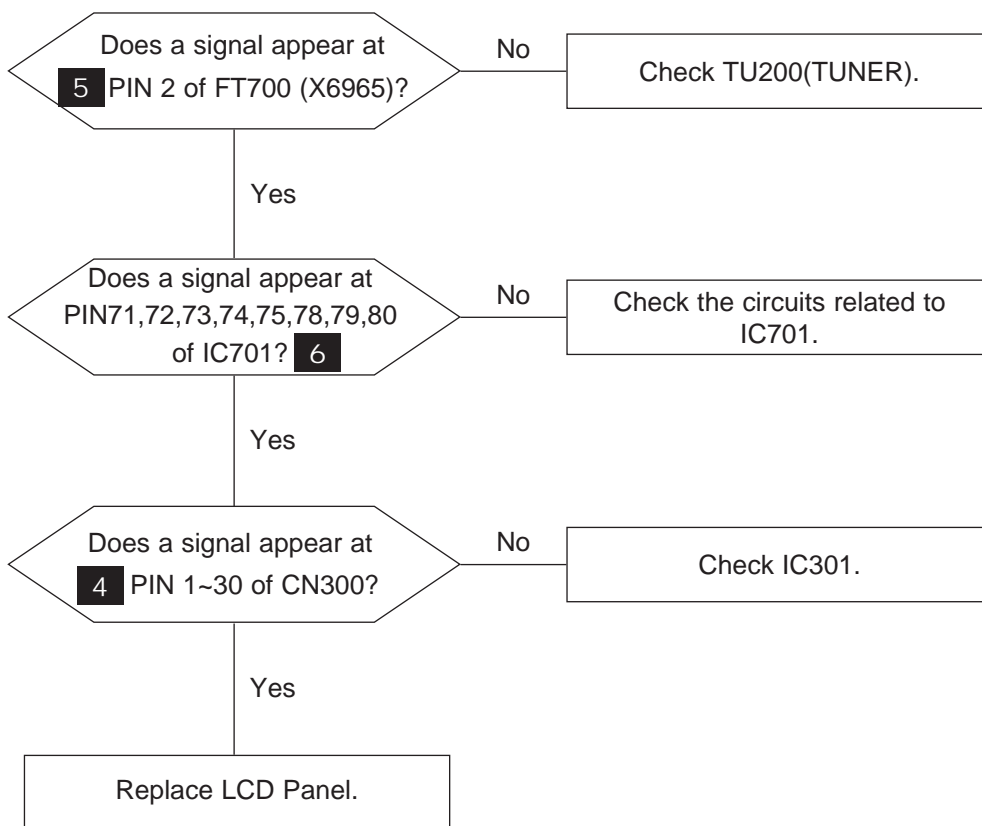 Does a signal appear at
5 PIN 2 of FT700 (X6965)?
No
Check TU200(TUNER).
Yes
Does a signal appear at
PIN71,72,73,74,75,78,79,80
of IC701? 6
No
Check the circuits related to
IC701.
Yes
Does a signal appear at
4 PIN 1~30 of CN300?
No
Check IC301.
Yes
Replace LCD Panel.